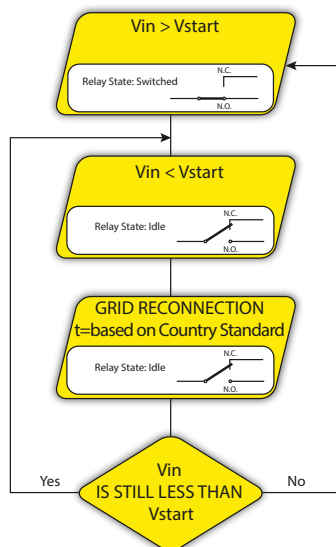 Vin > Vstart
N.C.
Relay State: Switched
N.O.
Vin < Vstart
N.C.
Relay State: Idle
N.O.
GRID RECONNECTION
t=based on Country Standard
N.C.
Relay State: Idle
N.O.
Yes
Vin
No
IS STILL LESS THAN
Vstart